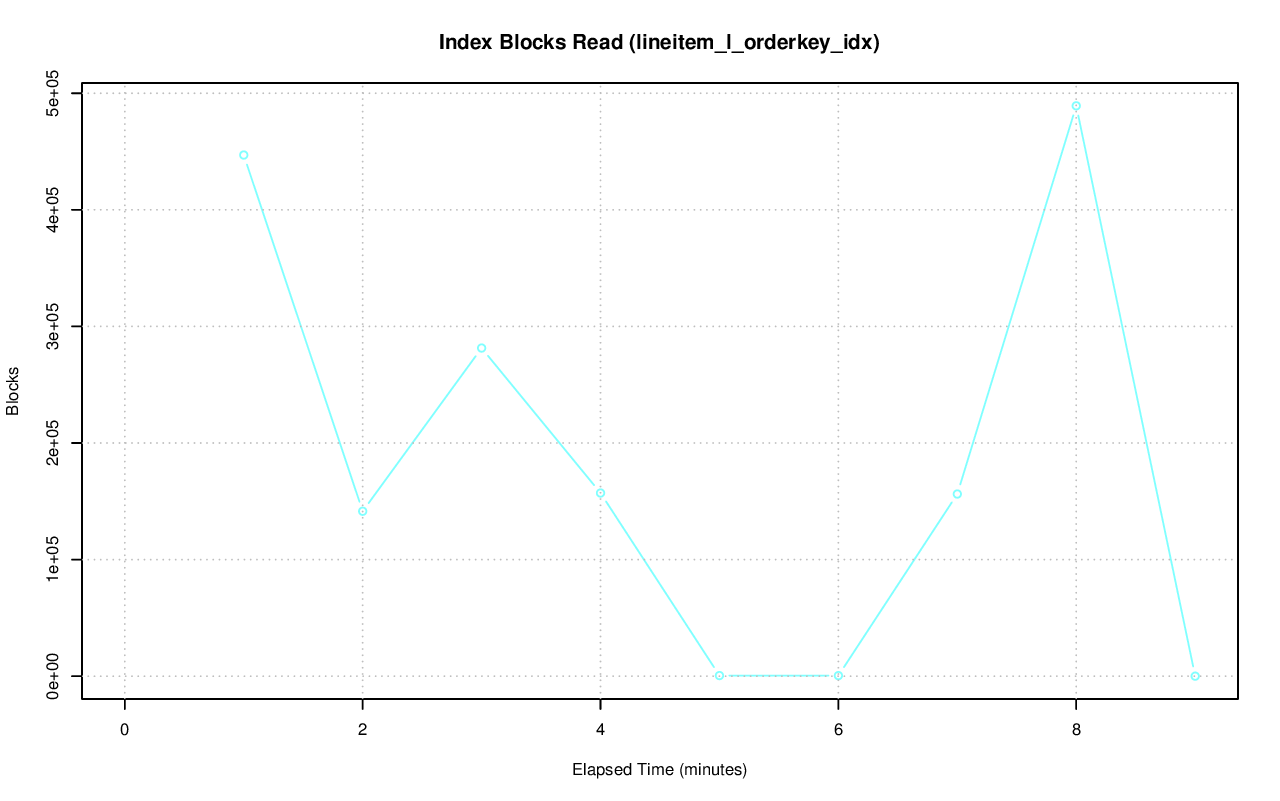 Index Blocks Read (lineitem_l_orderkey_idx)
5e+05
4e+05
3e+05
2e+05
1e+05
0e+00
Blocks
0 2 4 6 8
Elapsed Time (minutes)